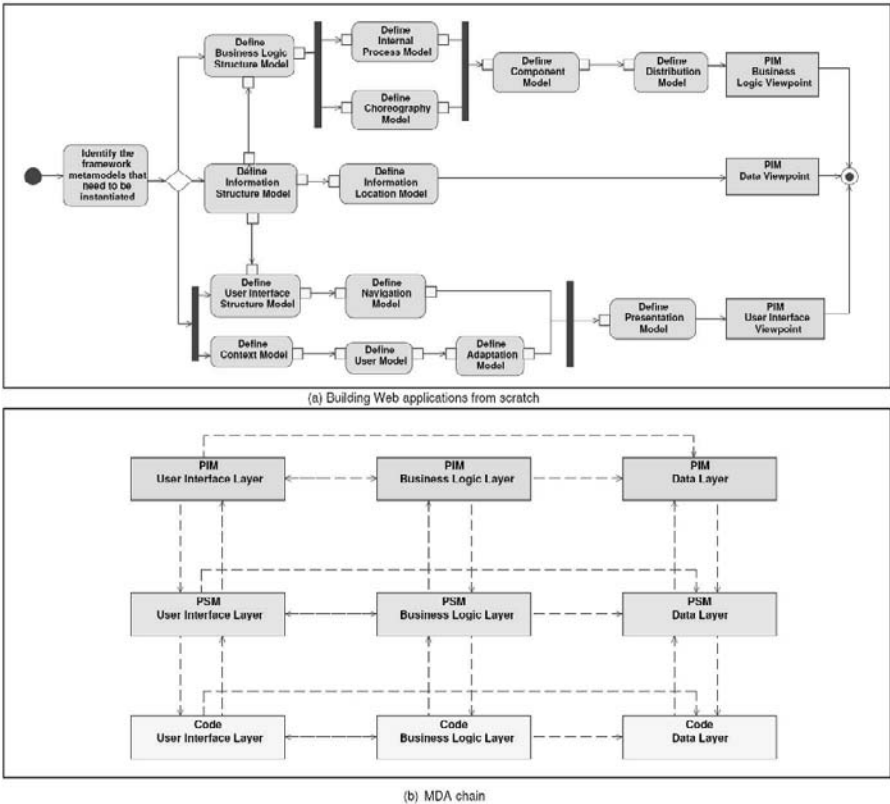 Define
Business Logic
Structure Model
Define
Internal
Process Model
Define
Choreography
Model
Define
Component
Model
Define
Distribution
Model
PIM
Business
Logic Viewpoint
Identify the
framework
metamodels that
need to be
instantiated
Define
Information
Structure Model
Define
Information
Location Model
PIM
Data Viewpoint
Define
User Interface
Structure Model
Define
Navigation
Model
Define
Context Model
Define
User Model
Define
Adaptation
Model
Define
Presentation
Model
PIM
User Interface
Viewpoint
(a) Building Web applications from scratch
PIM
User Interface Layer
PIM
Business Logic Layer
PIM
Data Layer
PSM
User Interface Layer
PSM
Business Logic Layer
PSM
Data Layer
Code
User Interface Layer
Code
Business Logic Layer
Code
Data Layer
(b) MDA chain